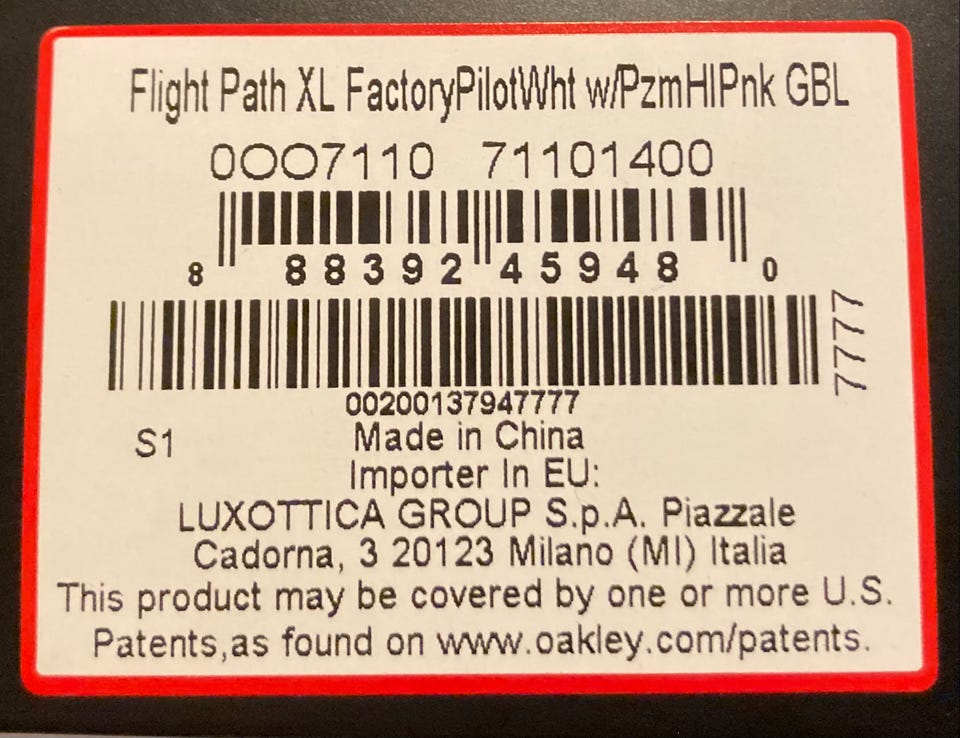 Flight Path XL FactoryPilotWht w/PzmHIPnk GBL
0OO7110 71101400
8 88392 45948 0
7777
00200137947777
S1
Made in China
Importer In EU:
LUXOTTICA GROUP S.p.A. Piazzale
Cadorna, 3 20123 Milano (MI) Italia
This product may be covered by one or more U.S.
Patents,as found on www.oakley.com/patents.